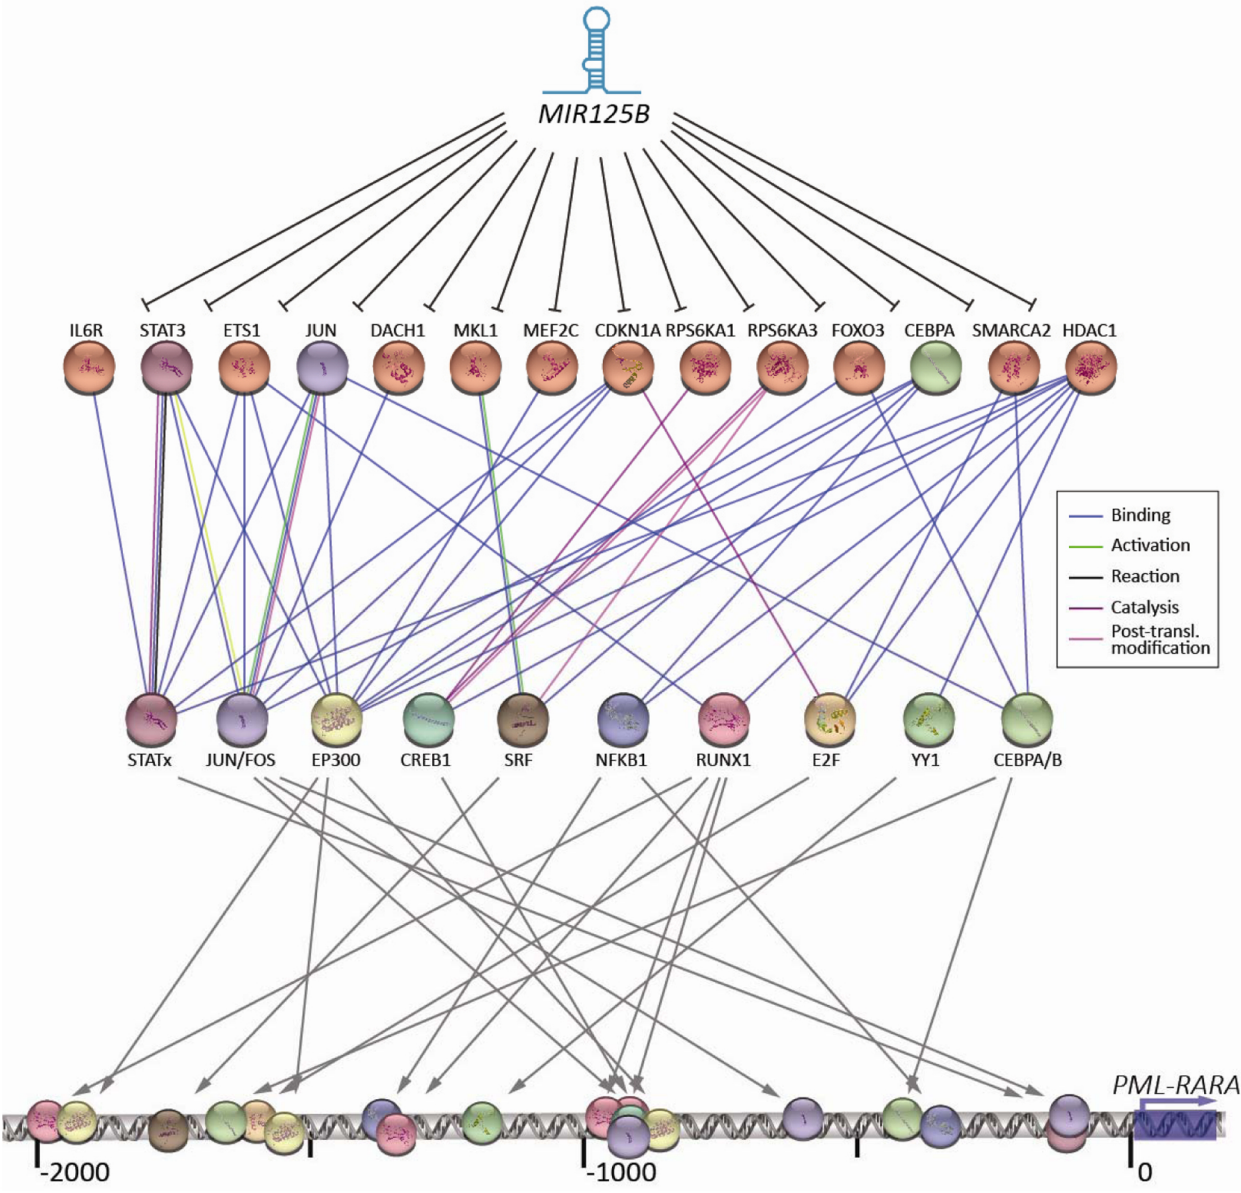 MIR125B
IL6R STAT3 ETS1 JUN DACH1 MKL1 MEF2C CDKN1A RPS6KA1 RPS6KA3 FOXO3 CEBPA SMARCA2 HDAC1
Binding
Activation
Reaction
Catalysis
Post-transl.
modification
STATx JUN/FOS EP300 CREB1 SRF NFKB1 RUNX1 E2F YY1 CEBPA/B
PML-RARA
-2000 -1000 0